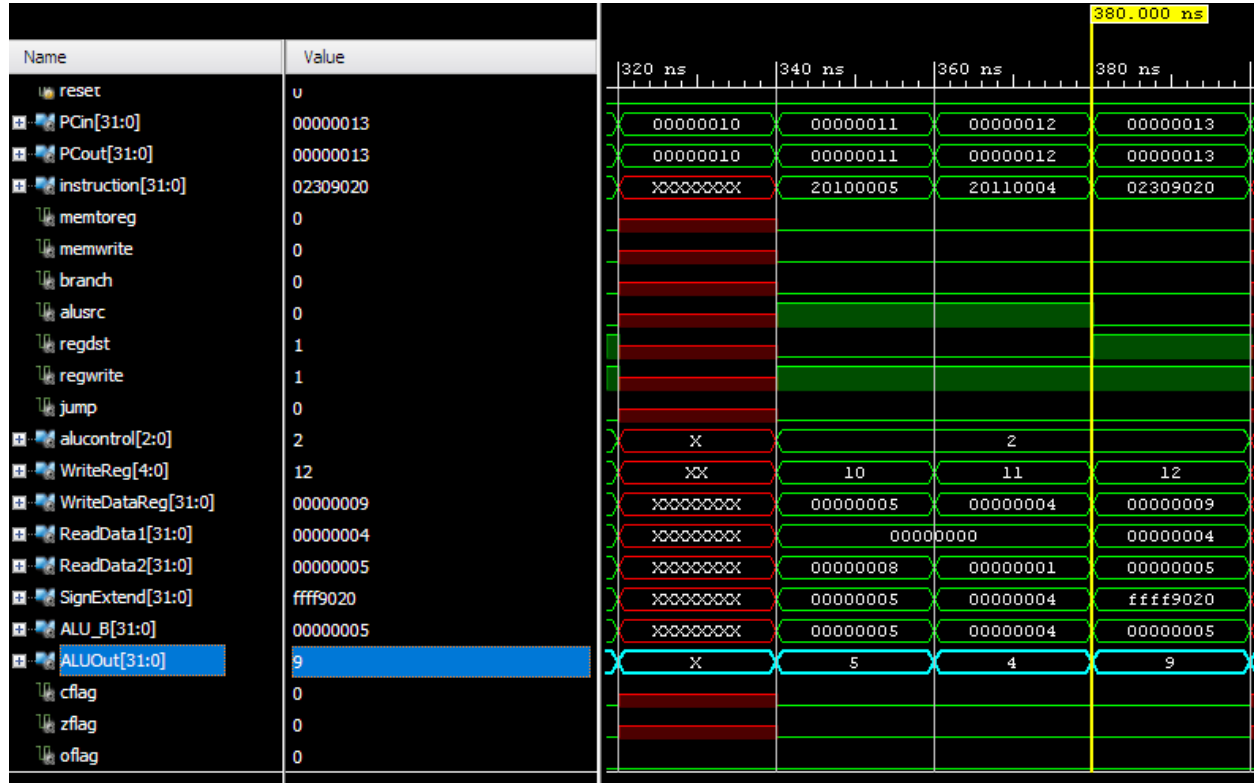 380.000 ns
Name Value
320 ns 340 ns 360 ns 380 ns
reset 0
PCin[31:0] 00000013 00000010 00000011 00000012 00000013
PCout[31:0] 00000013 00000010 00000011 00000012 00000013
instruction[31:0] 02309020 XXXXXXXX 20100005 20110004 02309020
memtoreg 0
memwrite 0
branch 0
alusrc 0
regdst 1
regwrite 1
jump 0
alucontrol[2:0] 2 X 2
WriteReg[4:0] 12 XX 10 11 12
WriteDataReg[31:0] 00000009 XXXXXXXX 00000005 00000004 00000009
ReadData1[31:0] 00000004 XXXXXXXX 00000000 00000004
ReadData2[31:0] 00000005 XXXXXXXX 00000008 00000001 00000005
SignExtend[31:0] ffff9020 XXXXXXXX 00000005 00000004 ffff9020
ALU_B[31:0] 00000005 XXXXXXXX 00000005 00000004 00000005
ALUOut[31:0] 9 X 5 4 9
cflag 0
zflag 0
oflag 0